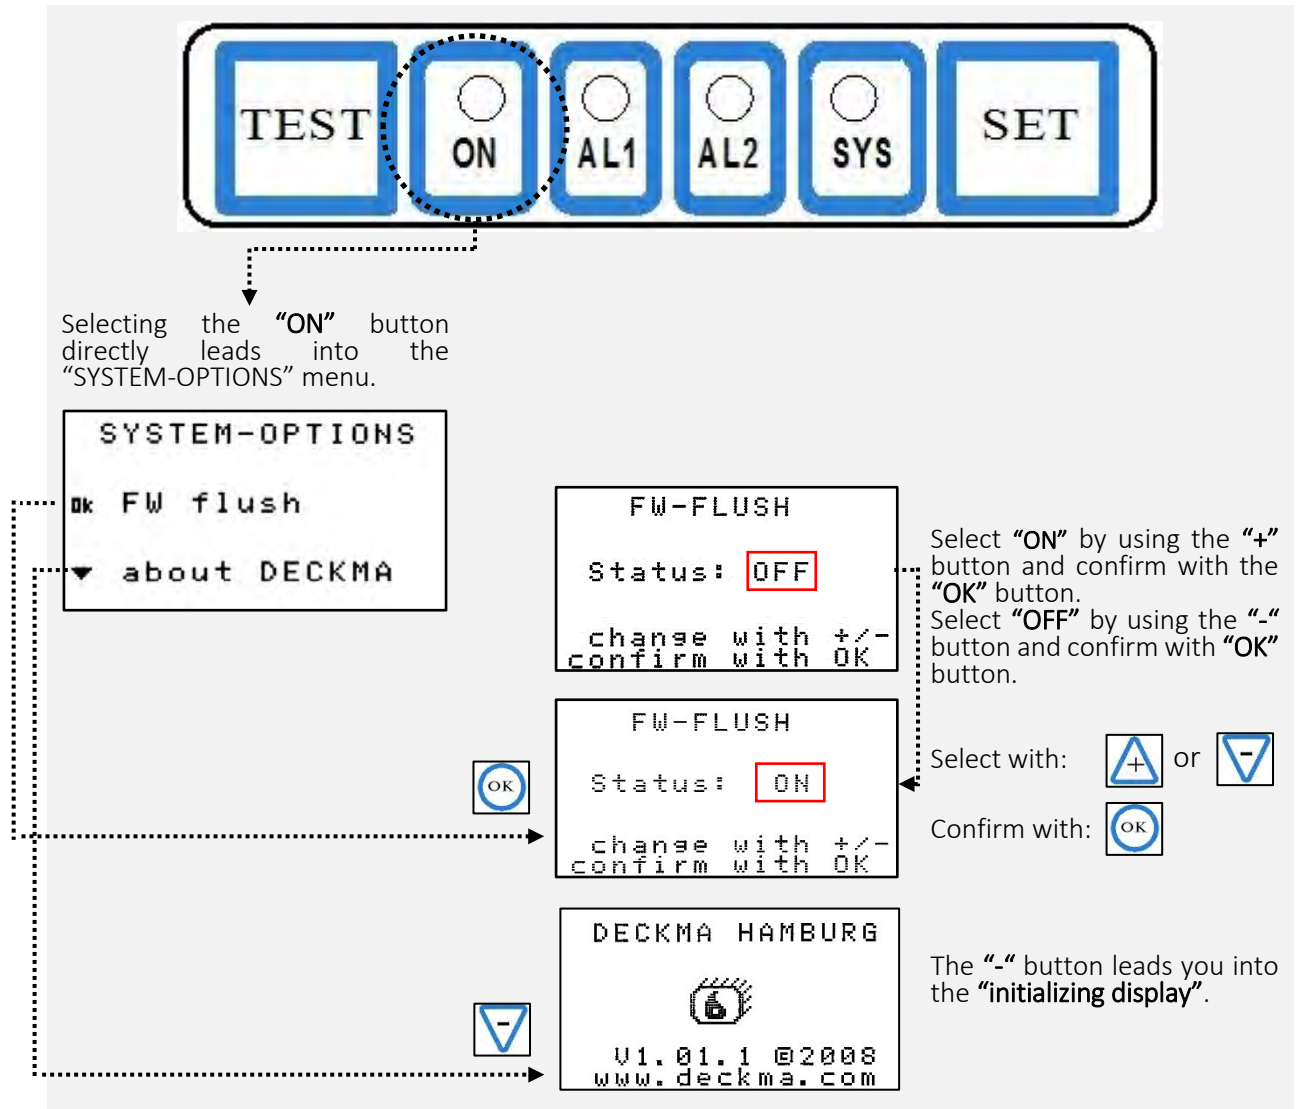 TEST ON AL1 AL2 SYS SET
Selecting the “ON” button
directly leads into the
“SYSTEM-OPTIONS” menu.
SYSTEM-OPTIONS
Ok FW flush
about DECKMA
FW-FLUSH
Status: OFF
change with +/-
confirm with OK
Select “ON” by using the “+”
button and confirm with the
“OK” button.
Select “OFF” by using the “-“
button and confirm with “OK”
button.
OK
FW-FLUSH
Status: ON
change with +/-
confirm with OK
Select with: + or -
Confirm with: OK
-
DECKMA HAMBURG
V1.01.1 ©2008
www.deckma.com
The “-“ button leads you into
the “initializing display”.